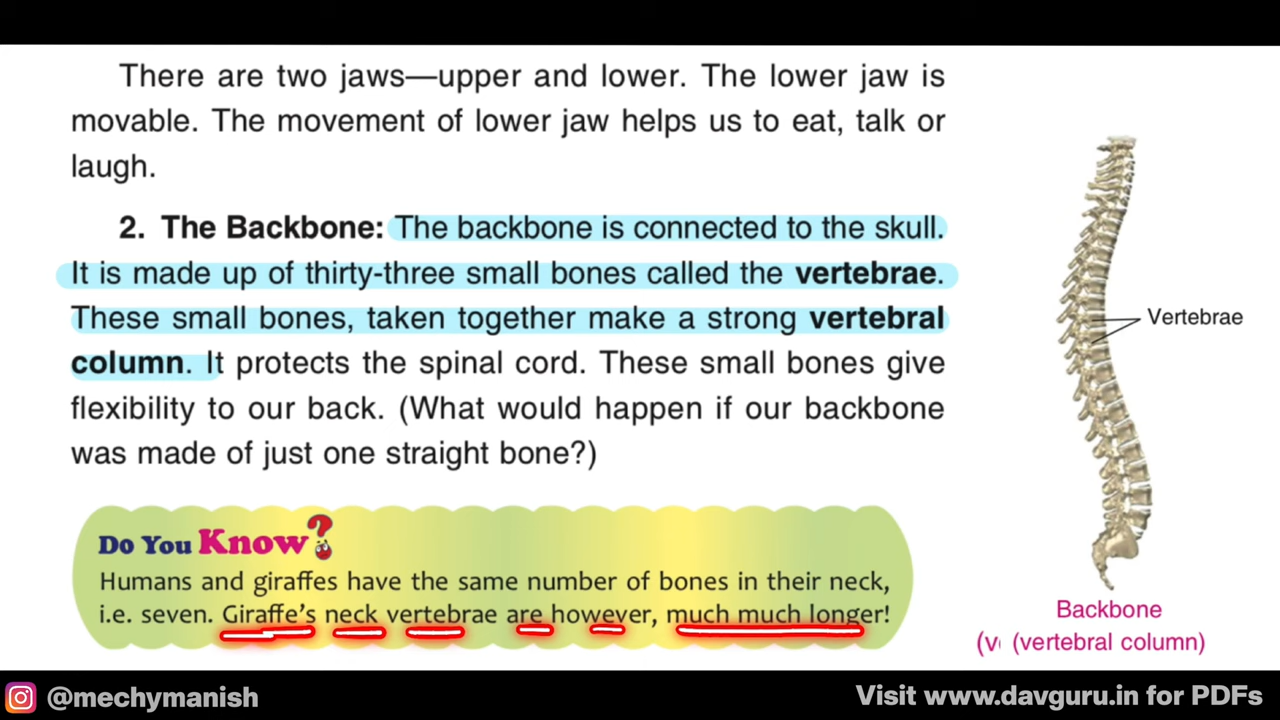 There are two jaws—upper and lower. The lower jaw is
movable. The movement of lower jaw helps us to eat, talk or
laugh.
2. The Backbone: The backbone is connected to the skull.
It is made up of thirty-three small bones called the vertebrae.
These small bones, taken together make a strong vertebral
column. It protects the spinal cord. These small bones give
flexibility to our back. (What would happen if our backbone
was made of just one straight bone?)
Do You Know?
Humans and giraffes have the same number of bones in their neck,
i.e. seven. Giraffe's neck vertebrae are however, much much longer!
Vertebrae
Backbone
(v (vertebral column)
@mechymanish
Visit www.davguru.in for PDFs